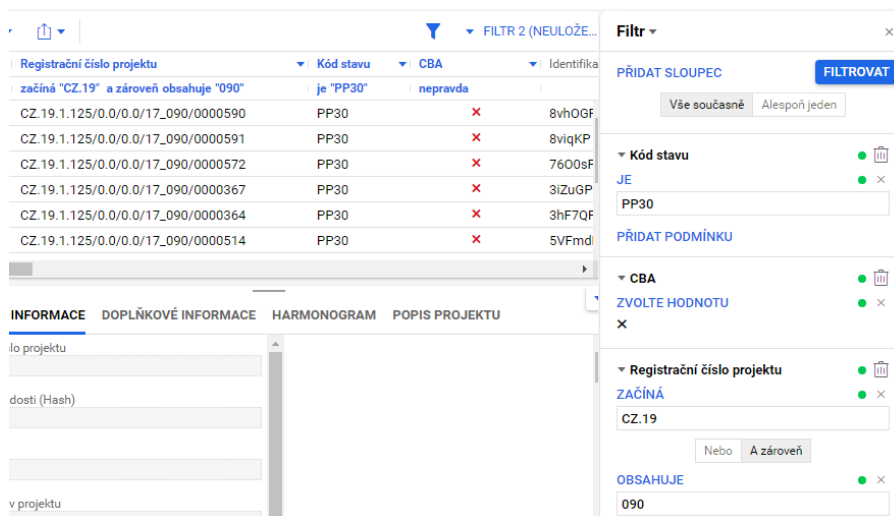 FILTR 2 (NEULOŽE...
Registrační číslo projektu Kód stavu CBA Identifika
začíná "CZ.19" a zároveň obsahuje "090" je "PP30" nepravda
CZ.19.1.125/0.0/0.0/17_090/0000590 PP30 8vhOGF
CZ.19.1.125/0.0/0.0/17_090/0000591 PP30 8viqKP
CZ.19.1.125/0.0/0.0/17_090/0000572 PP30 76O0sF
CZ.19.1.125/0.0/0.0/17_090/0000367 PP30 3iZuGP
CZ.19.1.125/0.0/0.0/17_090/0000364 PP30 3hF7QF
CZ.19.1.125/0.0/0.0/17_090/0000514 PP30 5VFmd
INFORMACE DOPLŇKOVÉ INFORMACE HARMONOGRAM POPIS PROJEKTU
slo projektu
dosti (Hash)
v projektu
Filtr
PŘIDAT SLOUPEC FILTROVAT
Vše současně Alespoň jeden
Kód stavu
JE
PP30
PŘIDAT PODMÍNKU
CBA
ZVOLTE HODNOTU
Registrační číslo projektu
ZAČÍNÁ
CZ.19
Nebo A zároveň
OBSAHUJE
090